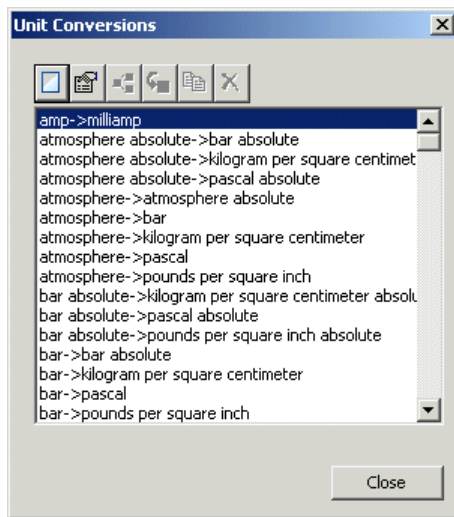 Unit Conversions
amp->milliamp
atmosphere absolute->bar absolute
atmosphere absolute->kilogram per square centimet
atmosphere absolute->pascal absolute
atmosphere->atmosphere absolute
atmosphere->bar
atmosphere->kilogram per square centimeter
atmosphere->pascal
atmosphere->pounds per square inch
bar absolute->kilogram per square centimeter absolu
bar absolute->pascal absolute
bar absolute->pounds per square inch absolute
bar->bar absolute
bar->kilogram per square centimeter
bar->pascal
bar->pounds per square inch
Close